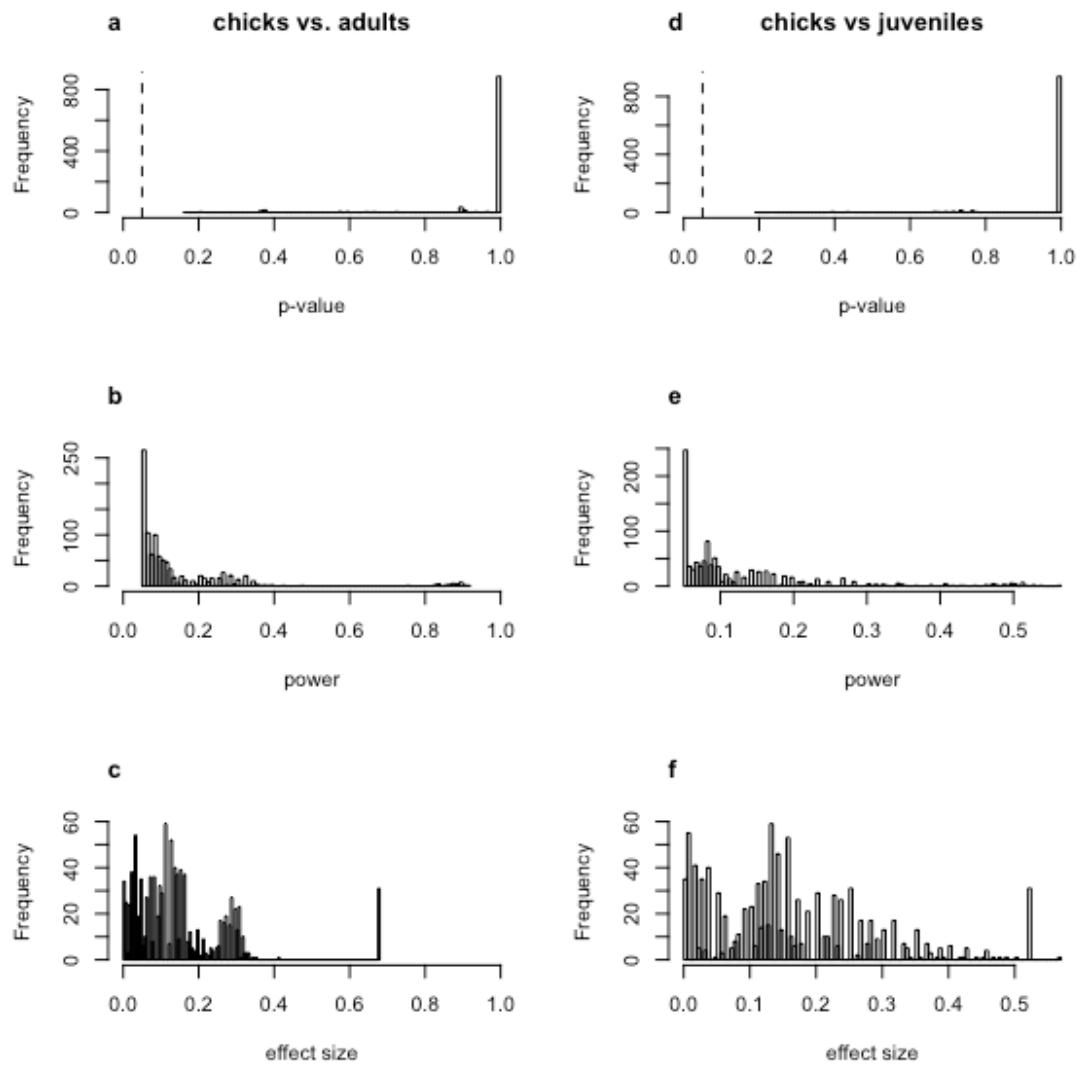 a chicks vs. adults
Frequency
0 400 800
0.0 0.2 0.4 0.6 0.8 1.0
p-value
b
Frequency
0 100 250
0.0 0.2 0.4 0.6 0.8 1.0
power
c
Frequency
0 20 40 60
0.0 0.2 0.4 0.6 0.8 1.0
effect size
d chicks vs juveniles
Frequency
0 400 800
0.0 0.2 0.4 0.6 0.8 1.0
p-value
e
Frequency
0 100 200
0.1 0.2 0.3 0.4 0.5
power
f
Frequency
0 20 40 60
0.0 0.1 0.2 0.3 0.4 0.5
effect size